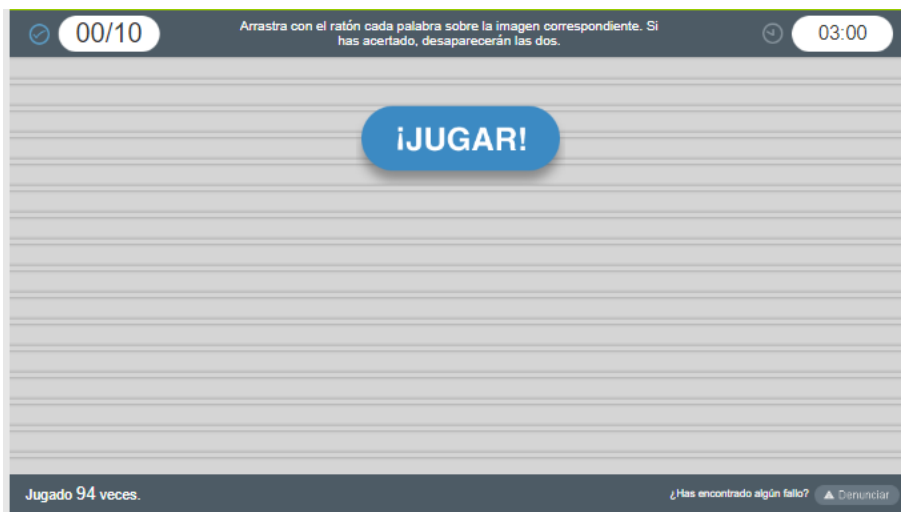 00/10
Arrastra con el ratón cada palabra sobre la imagen correspondiente. Si
has acertado, desaparecerán las dos.
03:00
¡JUGAR!
Jugado 94 veces.
¿Has encontrado algún fallo?
Denunciar